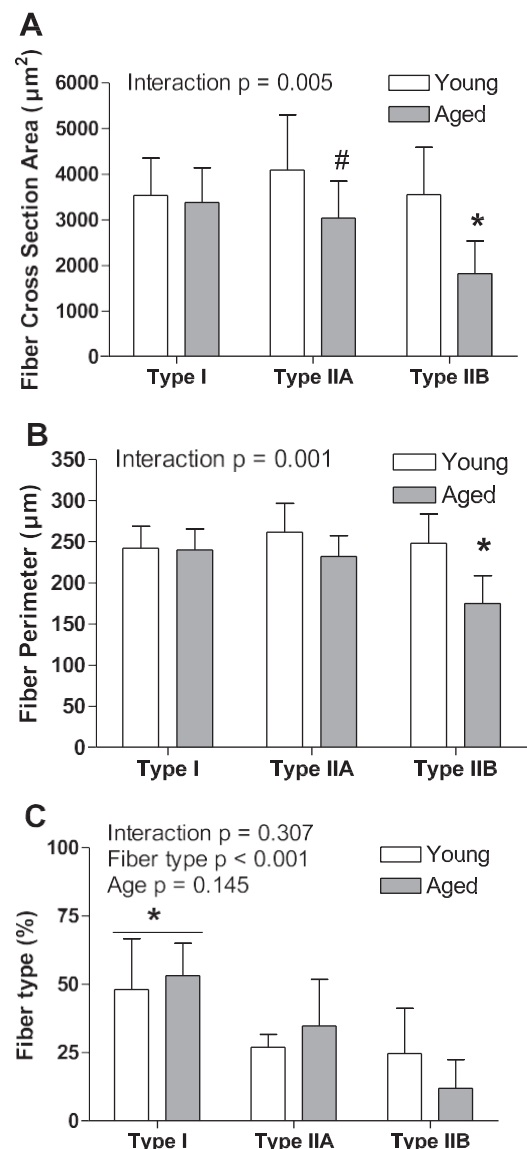 A
Interaction p = 0.005
Young
Aged
Fiber Cross Section Area (µm²)
6000
5000
4000
3000
2000
1000
0
#
*
Type I Type IIA Type IIB
B
Interaction p = 0.001
Young
Aged
Fiber Perimeter (µm)
350
300
250
200
150
100
50
0
*
Type I Type IIA Type IIB
C
Interaction p = 0.307
Fiber type p < 0.001
Age p = 0.145
Young
Aged
Fiber type (%)
100
75
50
25
0
*
Type I Type IIA Type IIB